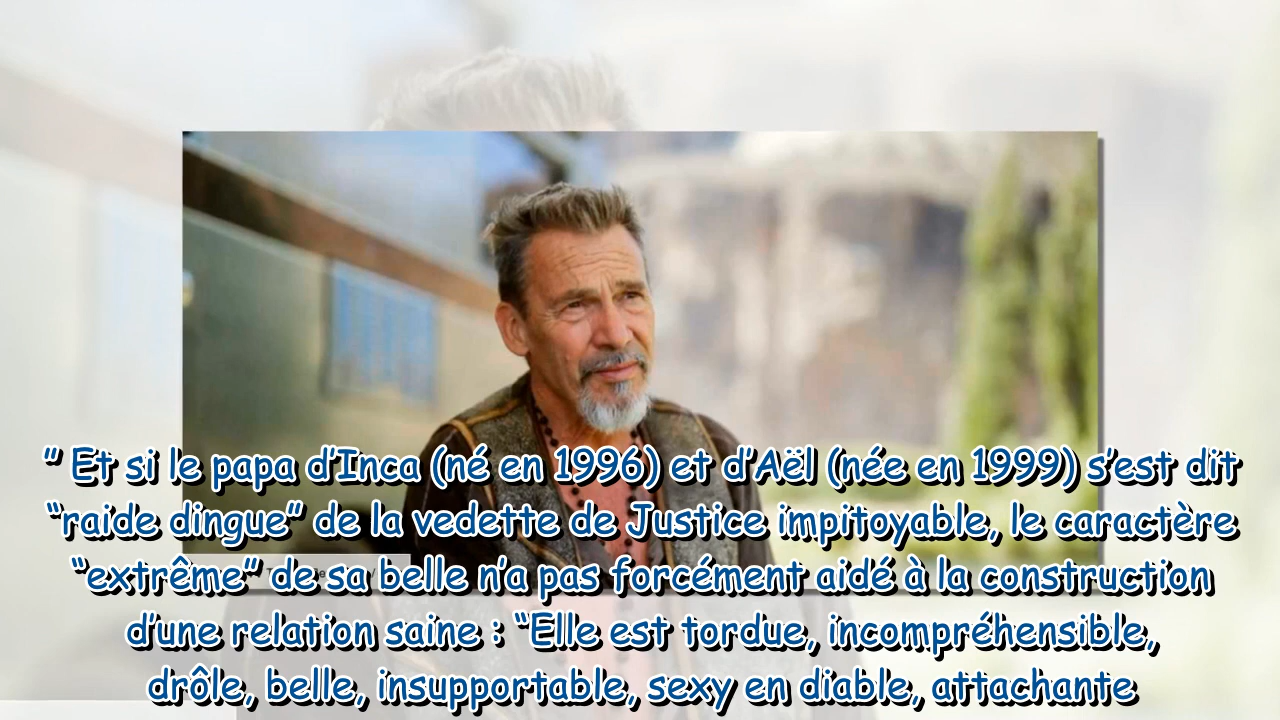 ” Et si le papa d’Inca (né en 1996) et d’Aël (née en 1999) s’est dit
“raide dingue” de la vedette de Justice impitoyable, le caractère
“extrême” de sa belle n’a pas forcément aidé à la construction
d’une relation saine : “Elle est tordue, incompréhensible,
drôle, belle, insupportable, sexy en diable, attachante